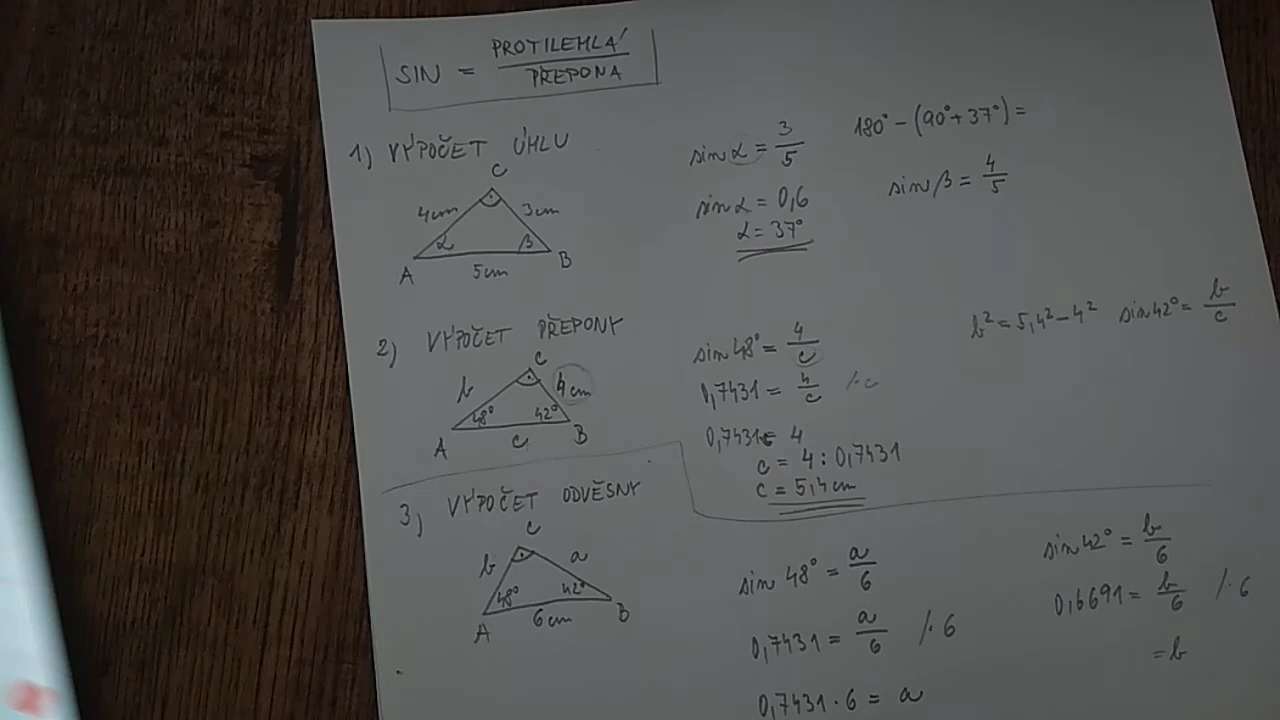 SIN = PROTILEHLÁ / PŘEPONA
1) VÝPOČET ÚHLU
C
4cm 3cm
α β
A 5cm B
sin α = 3/5
sin α = 0,6
α = 37°
180° - (90° + 37°) =
sin β = 4/5
2) VÝPOČET PŘEPONY
C
b 4cm
48° 42°
A c B
sin 48° = 4/c
0,7431 = 4/c /·c
0,7431c = 4
c = 4 : 0,7431
c = 5,4 cm
b² = 5,4² - 4² sin 42° = b/c
3) VÝPOČET ODVĚSNY
C
b a
48° 42°
A 6cm B
sin 48° = a/6
0,7431 = a/6 /·6
0,7431 · 6 = a
sin 42° = b/6
0,6691 = b/6 /·6
= b